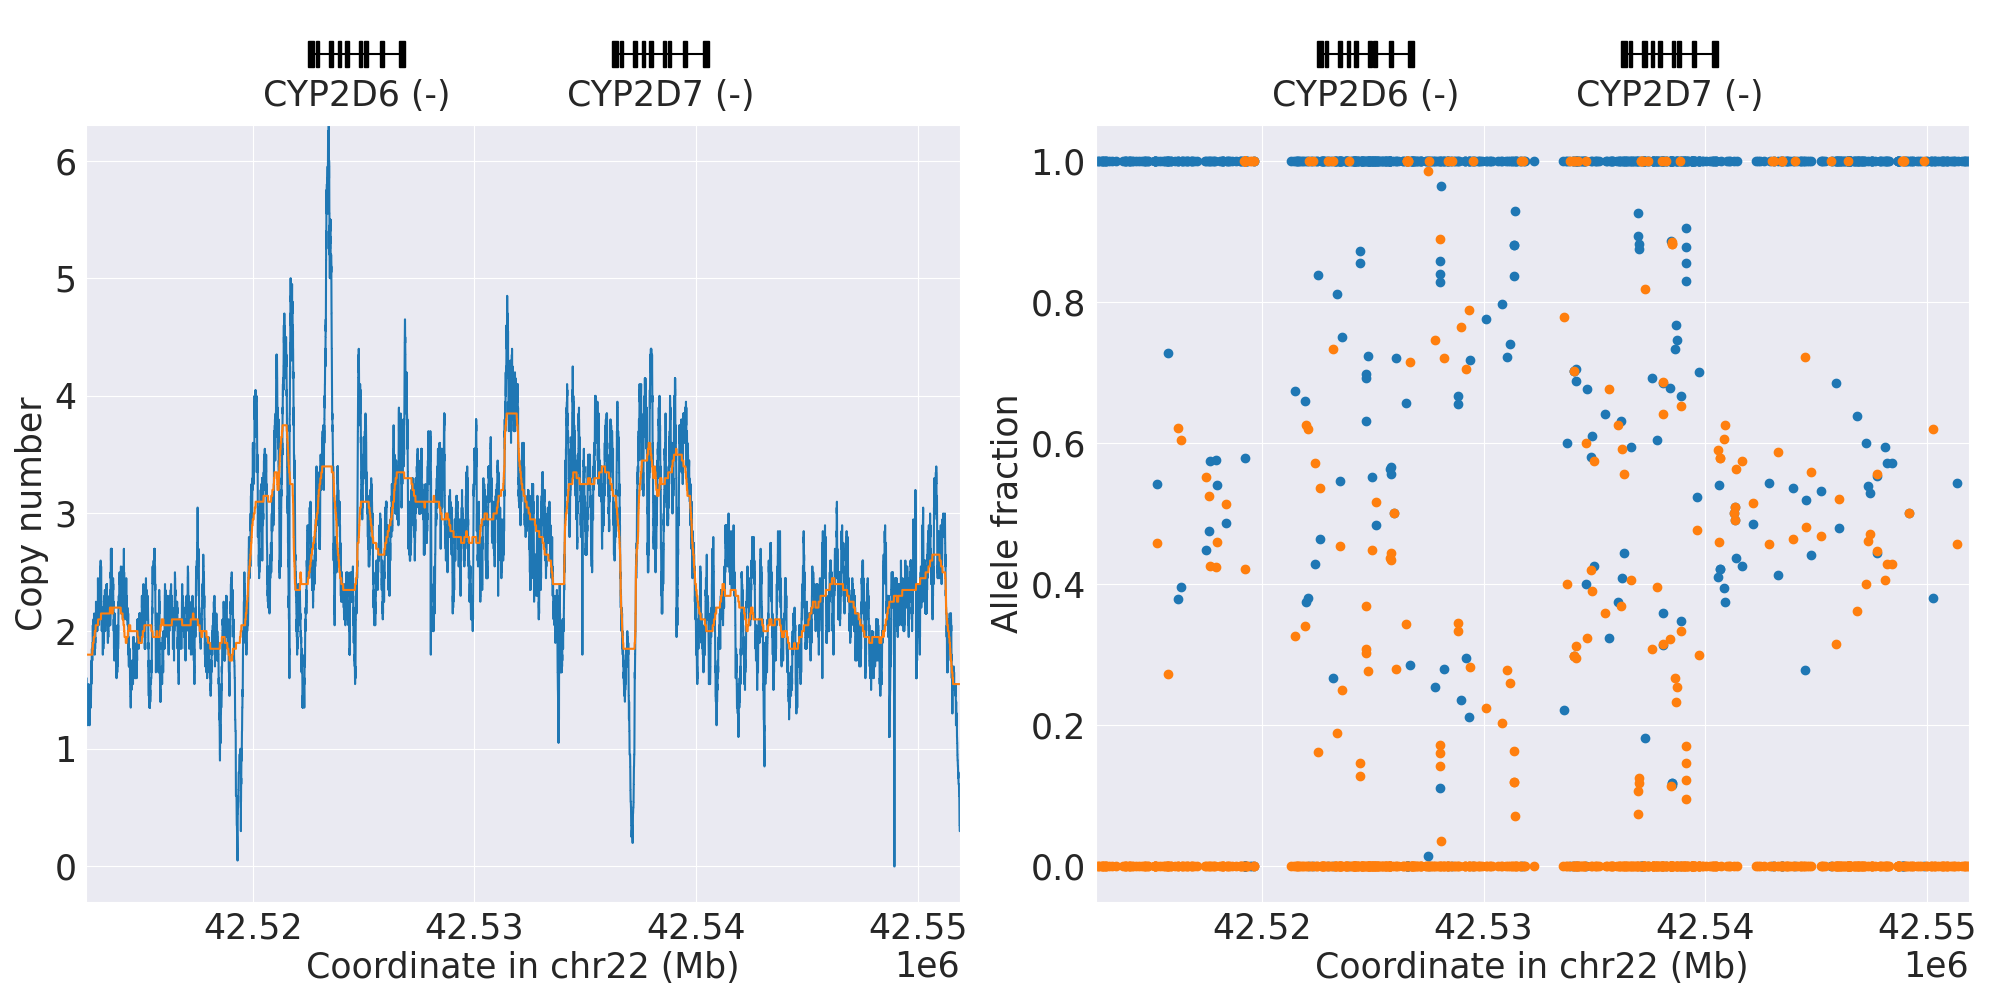 CYP2D6 (-) CYP2D7 (-)
Copy number
6
5
4
3
2
1
0
42.52 42.53 42.54 42.55
Coordinate in chr22 (Mb) 1e6
CYP2D6 (-) CYP2D7 (-)
Allele fraction
1.0
0.8
0.6
0.4
0.2
0.0
42.52 42.53 42.54 42.55
Coordinate in chr22 (Mb) 1e6